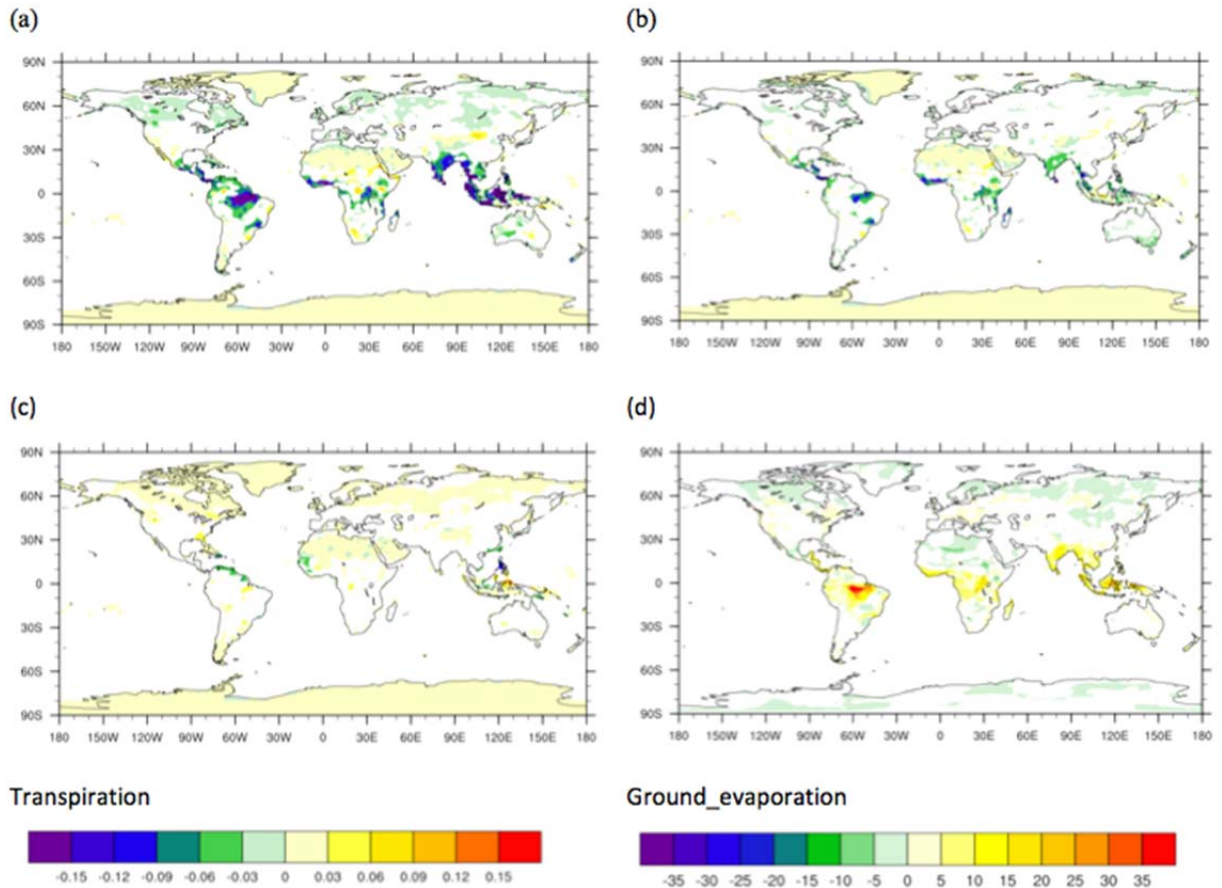 (a)
(b)
90N
60N
30N
0
30S
60S
90S
180 150W 120W 90W 60W 30W 0 30E 60E 90E 120E 150E 180
90N
60N
30N
0
30S
60S
90S
180 150W 120W 90W 60W 30W 0 30E 60E 90E 120E 150E 180
(c)
(d)
90N
60N
30N
0
30S
60S
90S
180 150W 120W 90W 60W 30W 0 30E 60E 90E 120E 150E 180
90N
60N
30N
0
30S
60S
90S
180 150W 120W 90W 60W 30W 0 30E 60E 90E 120E 150E 180
Transpiration
-0.15 -0.12 -0.09 -0.06 -0.03 0 0.03 0.06 0.09 0.12 0.15
Ground_evaporation
-35 -30 -25 -20 -15 -10 -5 0 5 10 15 20 25 30 35